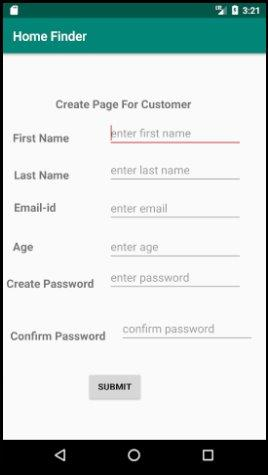 3:21
Home Finder
Create Page For Customer
First Name enter first name
Last Name enter last name
Email-id enter email
Age enter age
Create Password enter password
Confirm Password confirm password
SUBMIT